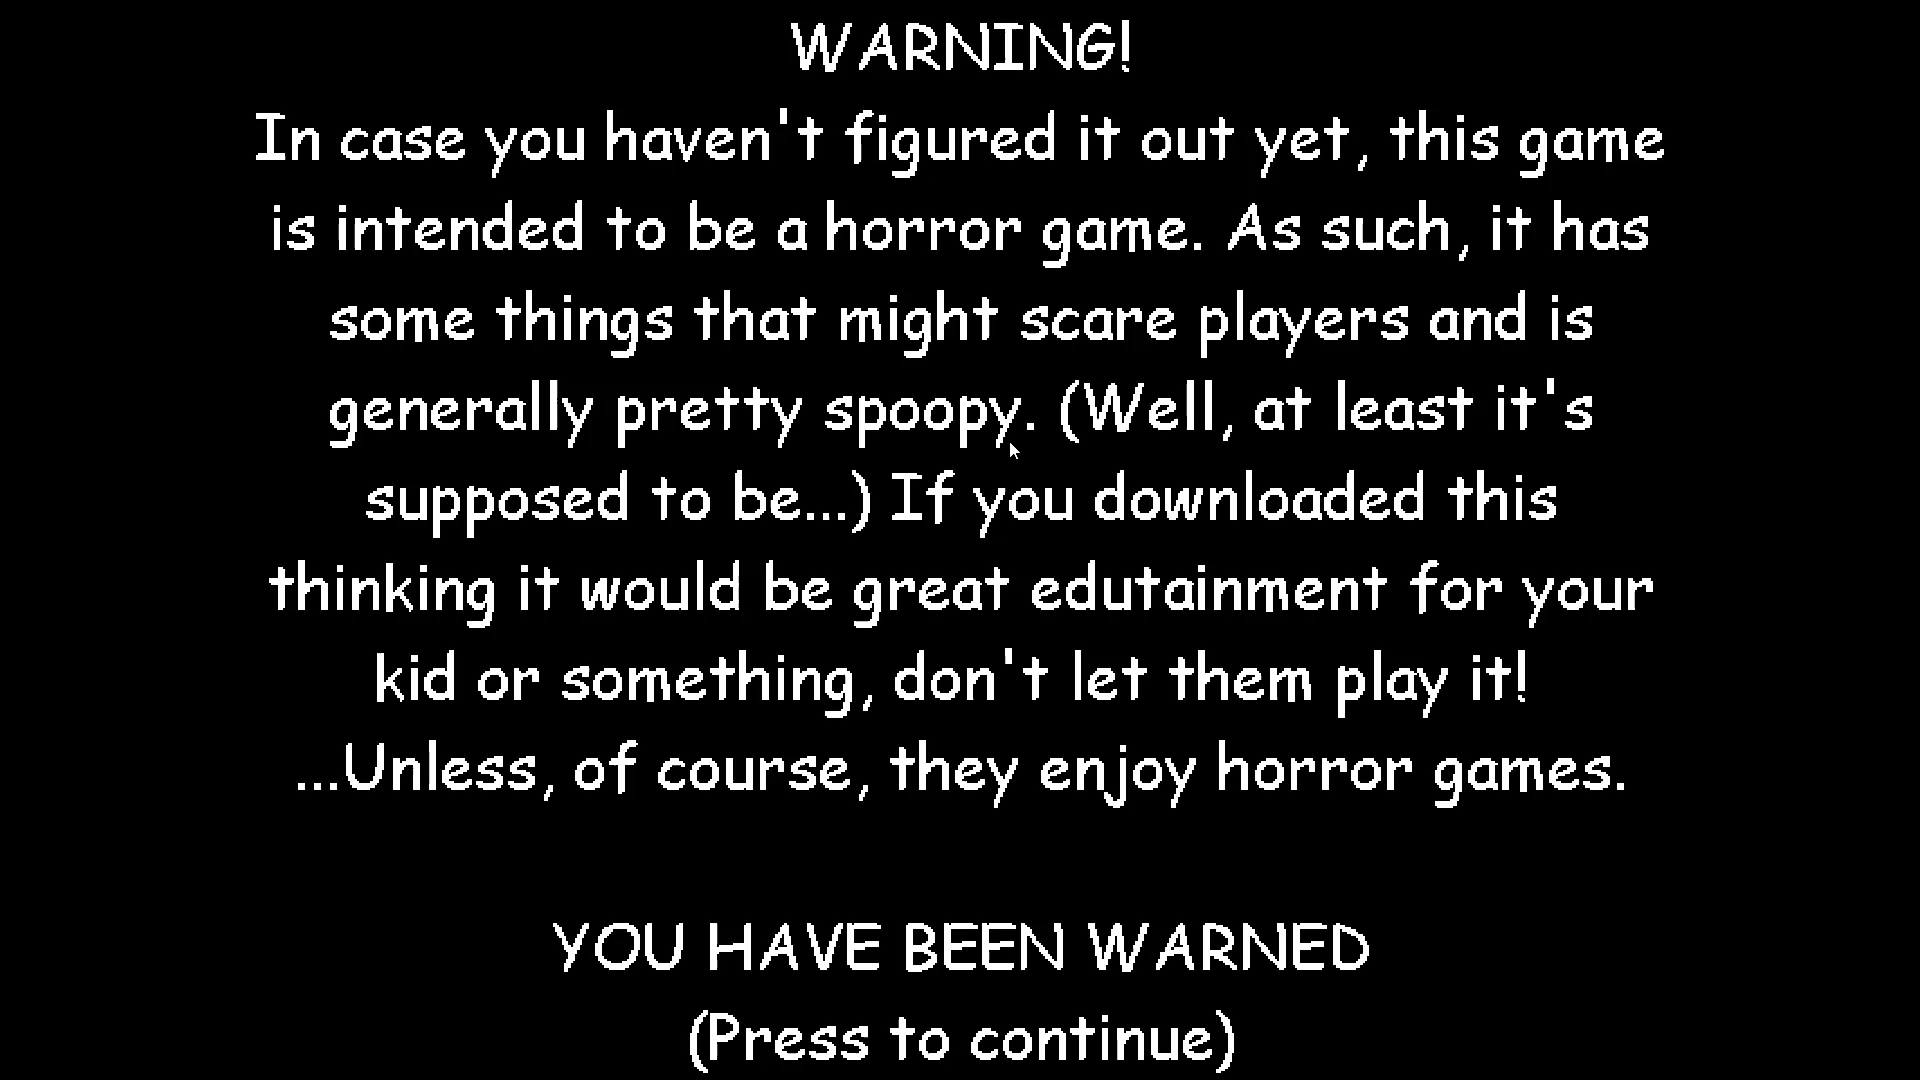 WARNING!
In case you haven't figured it out yet, this game
is intended to be a horror game. As such, it has
some things that might scare players and is
generally pretty spoopy. (Well, at least it's
supposed to be...) If you downloaded this
thinking it would be great edutainment for your
kid or something, don't let them play it!
...Unless, of course, they enjoy horror games.
YOU HAVE BEEN WARNED
(Press to continue)